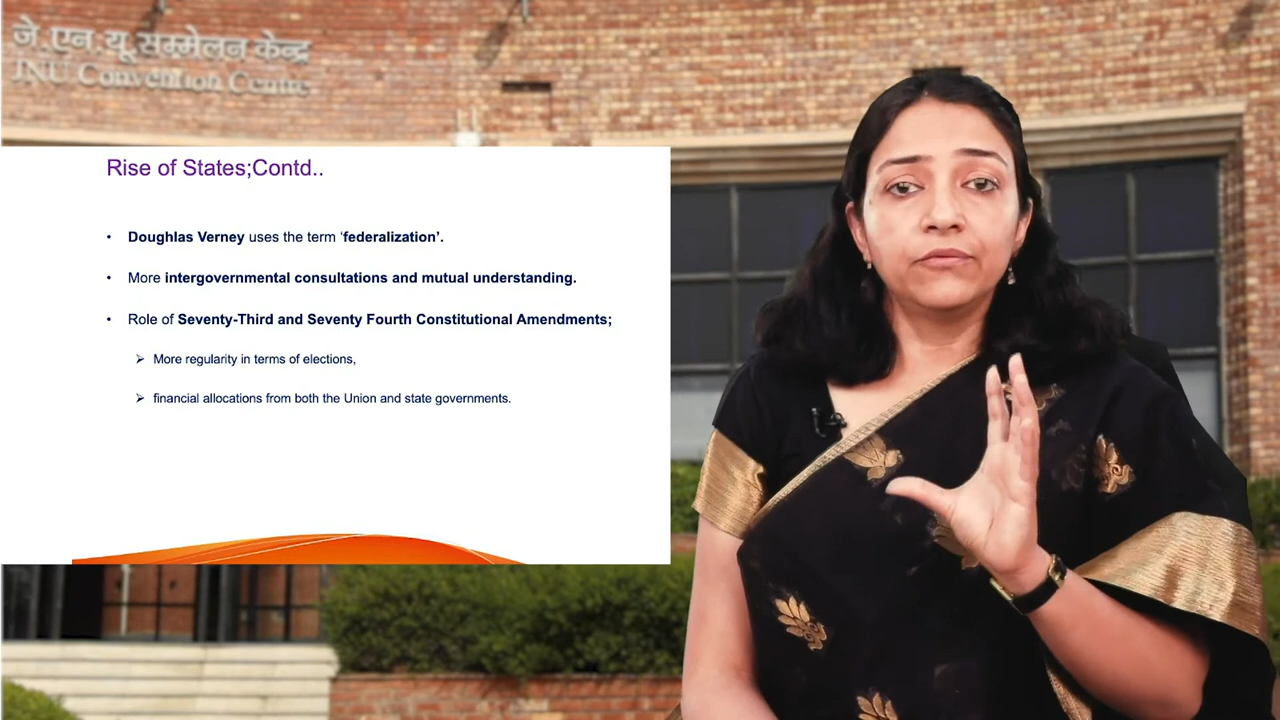 जे.एन.यू.सम्मेलन केन्द्र
JNU Convention Centre
Rise of States;Contd..
• Doughlas Verney uses the term ‘federalization’.
• More intergovernmental consultations and mutual understanding.
• Role of Seventy-Third and Seventy Fourth Constitutional Amendments;
➢ More regularity in terms of elections,
➢ financial allocations from both the Union and state governments.